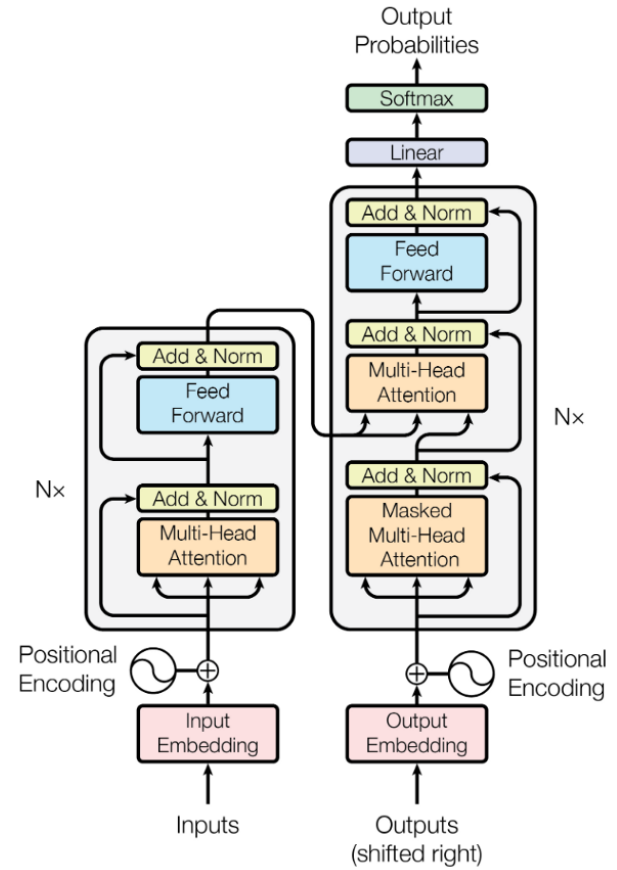 Output
Probabilities
Softmax
Linear
Add & Norm
Feed
Forward
Add & Norm
Multi-Head
Attention
Add & Norm
Masked
Multi-Head
Attention
Nx
Add & Norm
Feed
Forward
Add & Norm
Multi-Head
Attention
Nx
Positional
Encoding
Positional
Encoding
Input
Embedding
Output
Embedding
Inputs
Outputs
(shifted right)